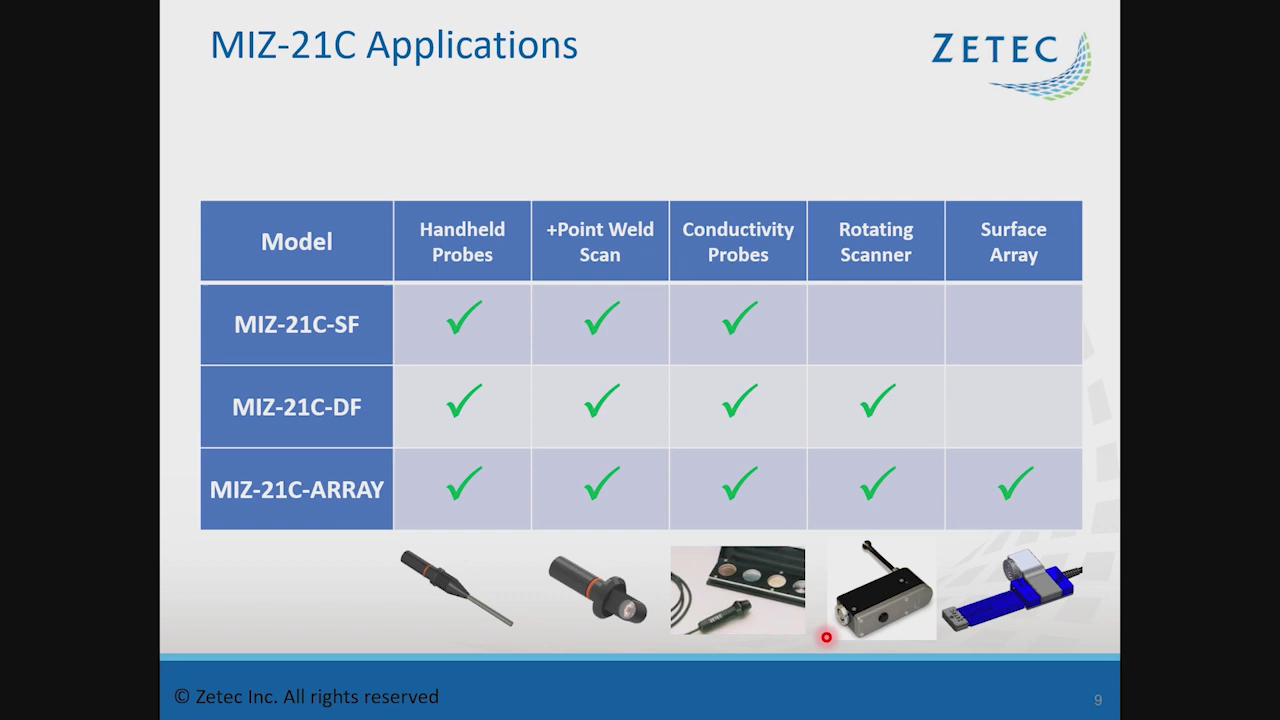 MIZ-21C Applications
ZETEC
Model
Handheld
Probes
+Point Weld
Scan
Conductivity
Probes
Rotating
Scanner
Surface
Array
MIZ-21C-SF
MIZ-21C-DF
MIZ-21C-ARRAY
ZETEC
© Zetec Inc. All rights reserved
9